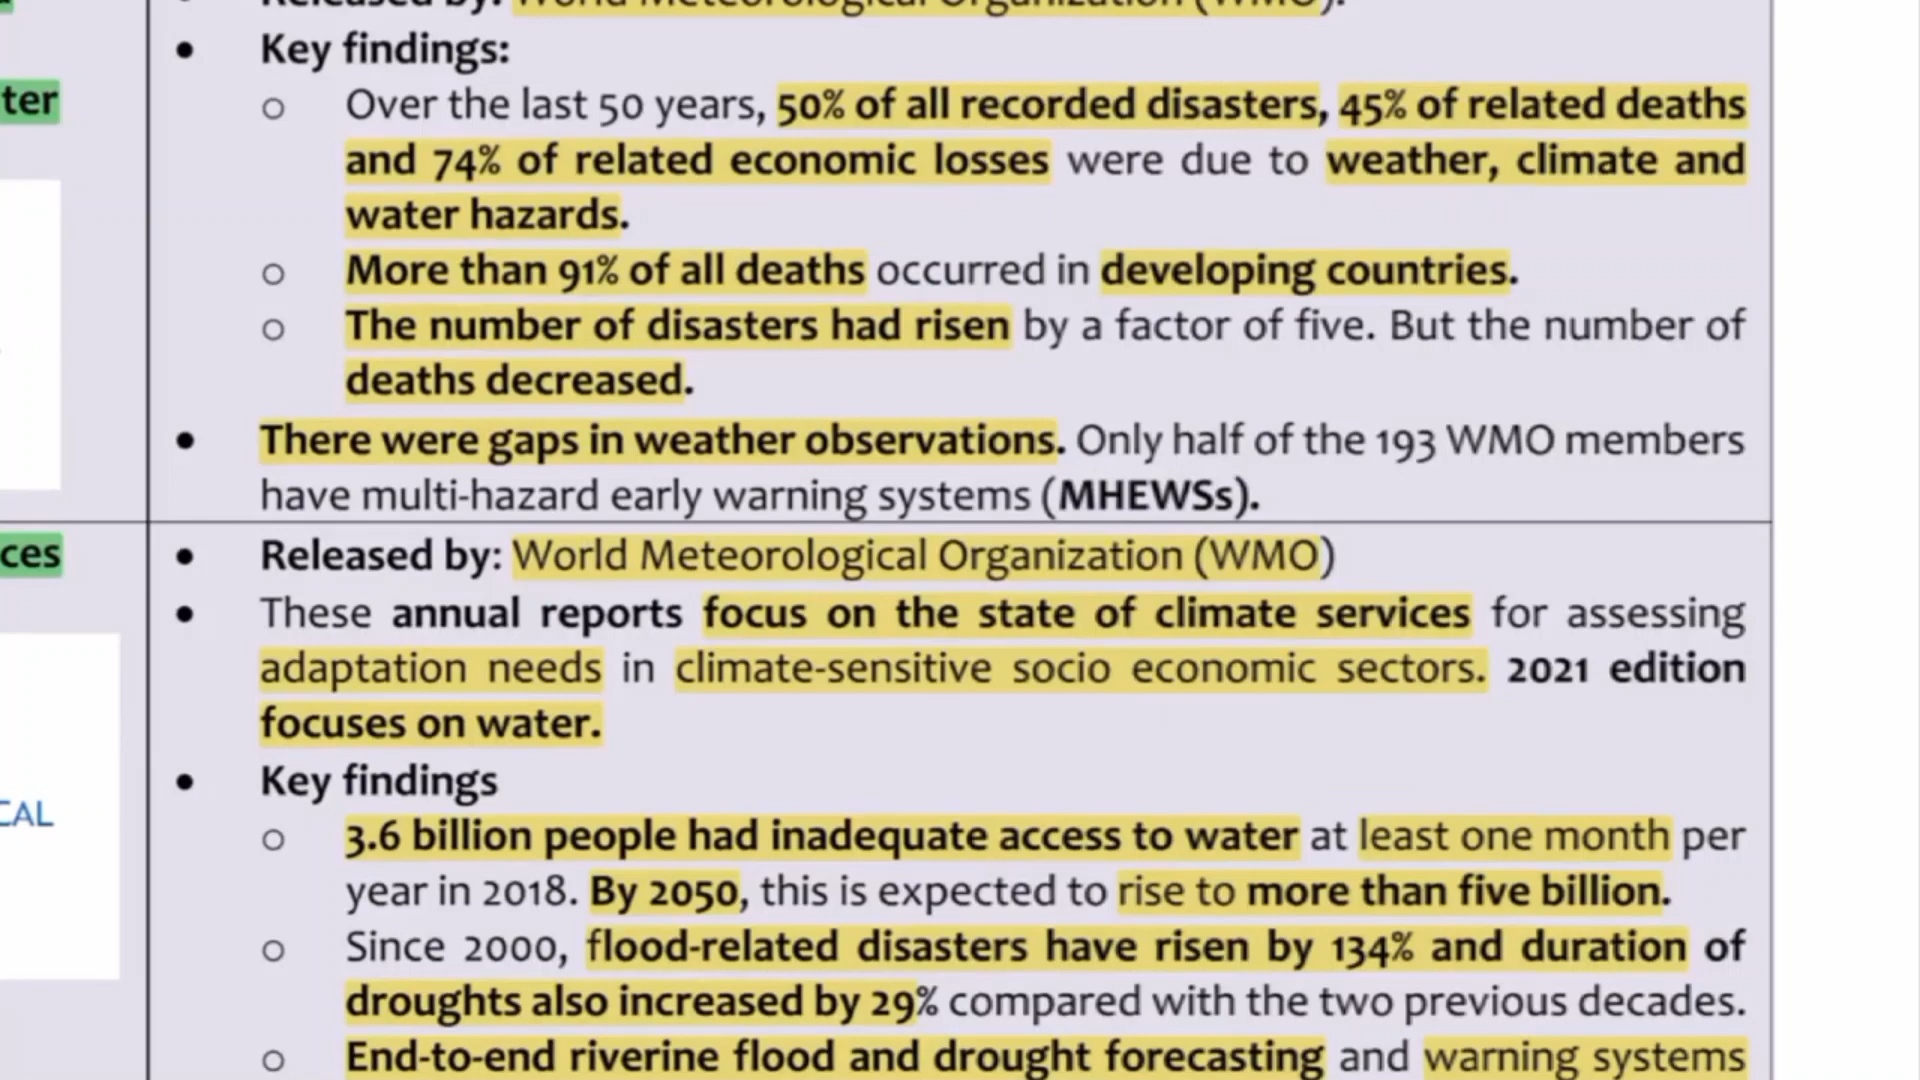 Released by: World Meteorological Organization (WMO).
• Key findings:
ter
o Over the last 50 years, 50% of all recorded disasters, 45% of related deaths
and 74% of related economic losses were due to weather, climate and
water hazards.
o More than 91% of all deaths occurred in developing countries.
o The number of disasters had risen by a factor of five. But the number of
deaths decreased.
• There were gaps in weather observations. Only half of the 193 WMO members
have multi-hazard early warning systems (MHEWSs).
ces
• Released by: World Meteorological Organization (WMO)
• These annual reports focus on the state of climate services for assessing
adaptation needs in climate-sensitive socio economic sectors. 2021 edition
focuses on water.
• Key findings
CAL
o 3.6 billion people had inadequate access to water at least one month per
year in 2018. By 2050, this is expected to rise to more than five billion.
o Since 2000, flood-related disasters have risen by 134% and duration of
droughts also increased by 29% compared with the two previous decades.
o End-to-end riverine flood and drought forecasting and warning systems